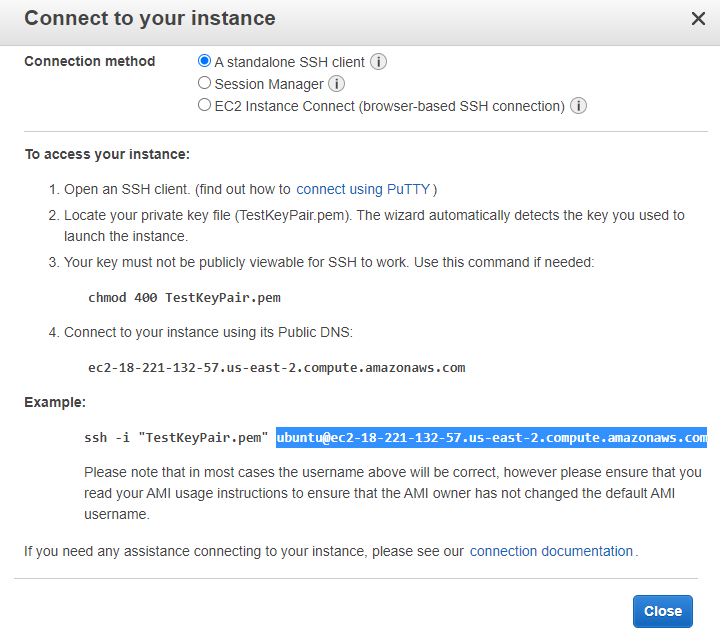 Connect to your instance
Connection method
A standalone SSH client
Session Manager
EC2 Instance Connect (browser-based SSH connection)
To access your instance:
1. Open an SSH client. (find out how to connect using PuTTY)
2. Locate your private key file (TestKeyPair.pem). The wizard automatically detects the key you used to
launch the instance.
3. Your key must not be publicly viewable for SSH to work. Use this command if needed:
chmod 400 TestKeyPair.pem
4. Connect to your instance using its Public DNS:
ec2-18-221-132-57.us-east-2.compute.amazonaws.com
Example:
ssh -i "TestKeyPair.pem" ubuntu@ec2-18-221-132-57.us-east-2.compute.amazonaws.com
Please note that in most cases the username above will be correct, however please ensure that you
read your AMI usage instructions to ensure that the AMI owner has not changed the default AMI
username.
If you need any assistance connecting to your instance, please see our connection documentation.
Close